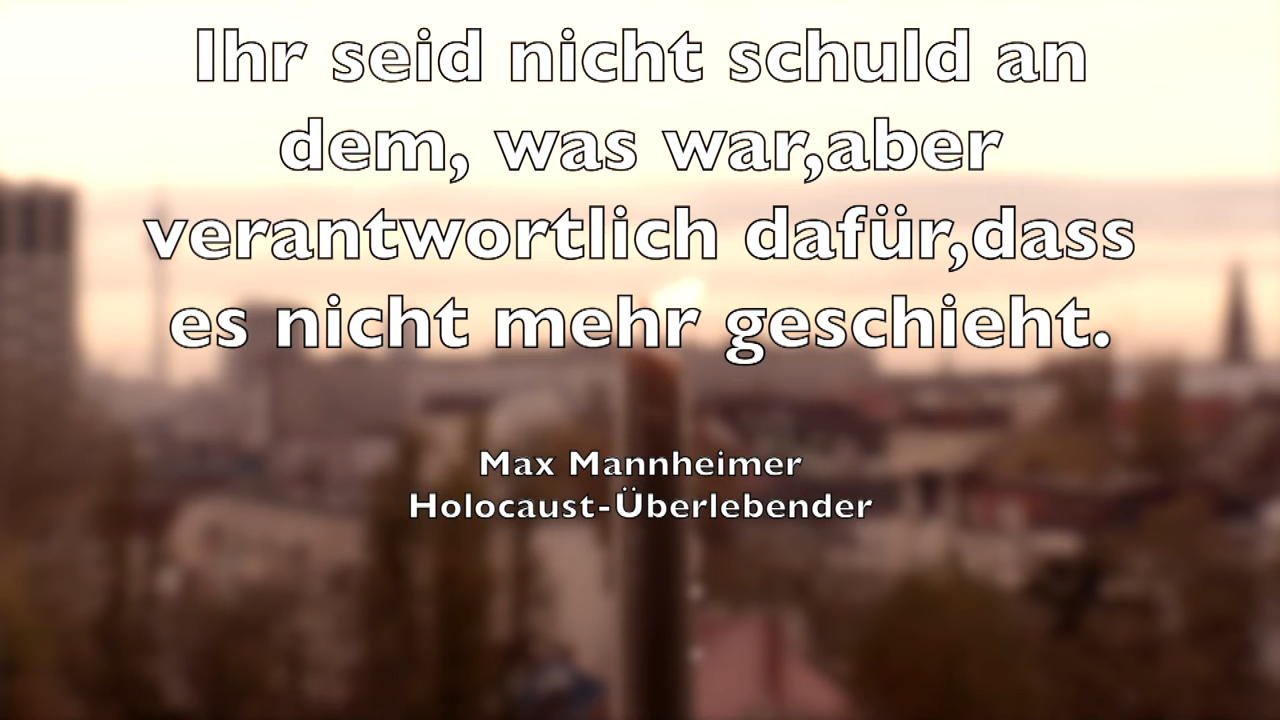 Ihr seid nicht schuld an
dem, was war,aber
verantwortlich dafür,dass
es nicht mehr geschieht.
Max Mannheimer
Holocaust-Überlebender